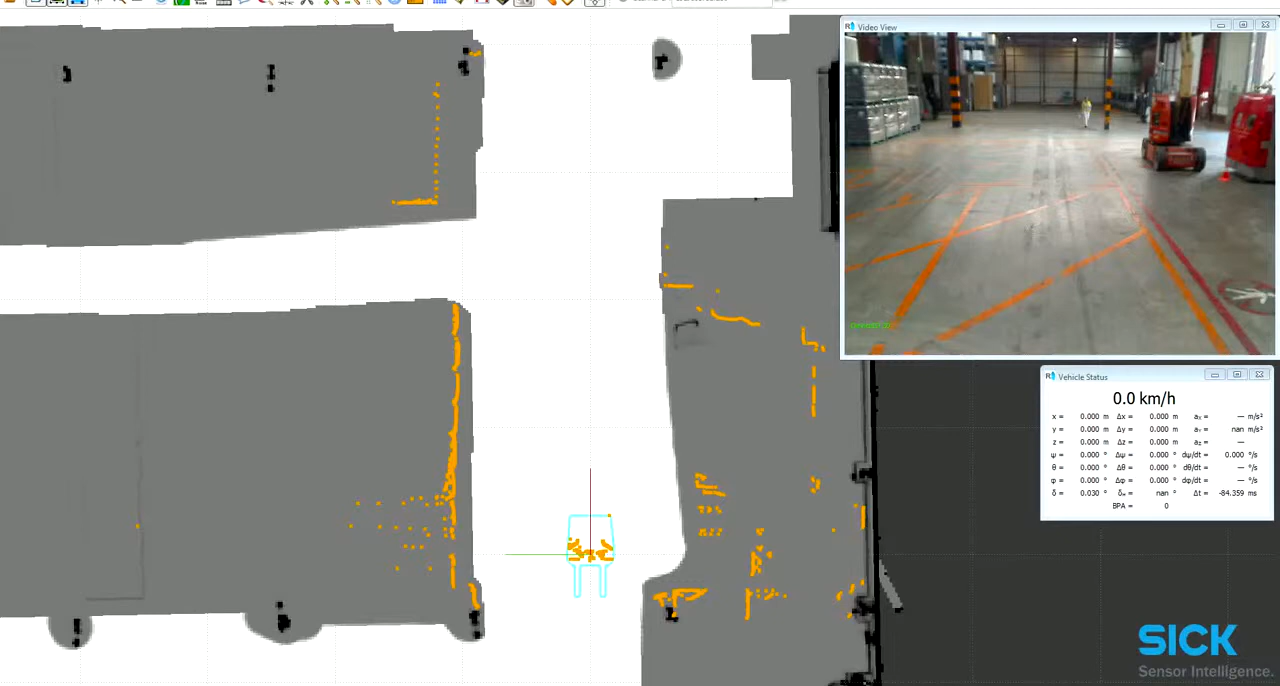 Video View
Vehicle Status
0.0 km/h
x = 0.000 m Δx = 0.000 m aₓ = — m/s²
y = 0.000 m Δy = 0.000 m aᵧ = nan m/s²
z = 0.000 m Δz = 0.000 m a_z = —
ψ = 0.000 ° Δψ = 0.000 ° dψ/dt = 0.000 °/s
θ = 0.000 ° Δθ = 0.000 ° dθ/dt = — °/s
φ = 0.000 ° Δφ = 0.000 ° dφ/dt = — °/s
δ = 0.030 ° nan ° Δt = -84.359 ms
BPA = 0
SICK
Sensor Intelligence.